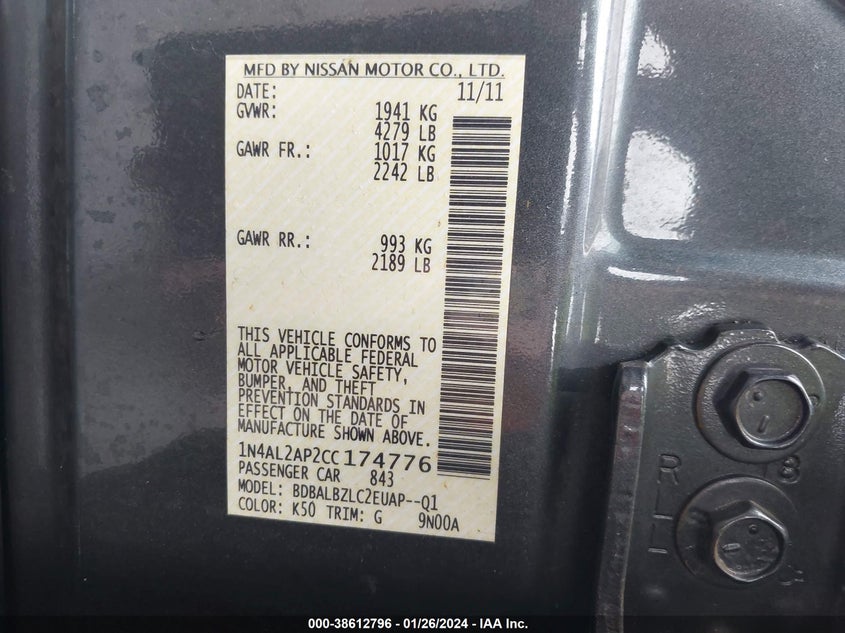 MFD BY NISSAN MOTOR CO., LTD.
DATE: 11/11
GVWR: 1941 KG
4279 LB
GAWR FR.: 1017 KG
2242 LB
GAWR RR.: 993 KG
2189 LB
THIS VEHICLE CONFORMS TO
ALL APPLICABLE FEDERAL
MOTOR VEHICLE SAFETY,
BUMPER, AND THEFT
PREVENTION STANDARDS IN
EFFECT ON THE DATE OF
MANUFACTURE SHOWN ABOVE.
1N4AL2AP2CC174776
PASSENGER CAR 843
MODEL: BDBALBZLC2EUAP--Q1
COLOR: K50 TRIM: G 9N00A
000-38612796 - 01/26/2024 - IAA Inc.